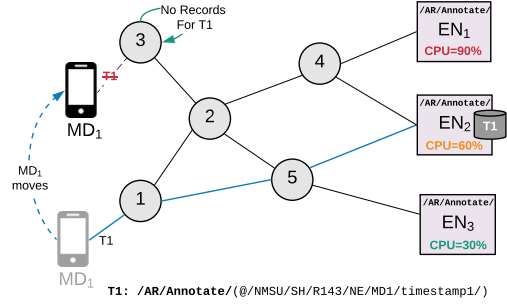 No Records
For T1
3
T1
MD1
MD1
moves
T1
MD1
1
2
4
5
/AR/Annotate/
EN1
CPU=90%
/AR/Annotate/
EN2
CPU=60%
T1
/AR/Annotate/
EN3
CPU=30%
T1: /AR/Annotate/(@/NMSU/SH/R143/NE/MD1/timestamp1/)